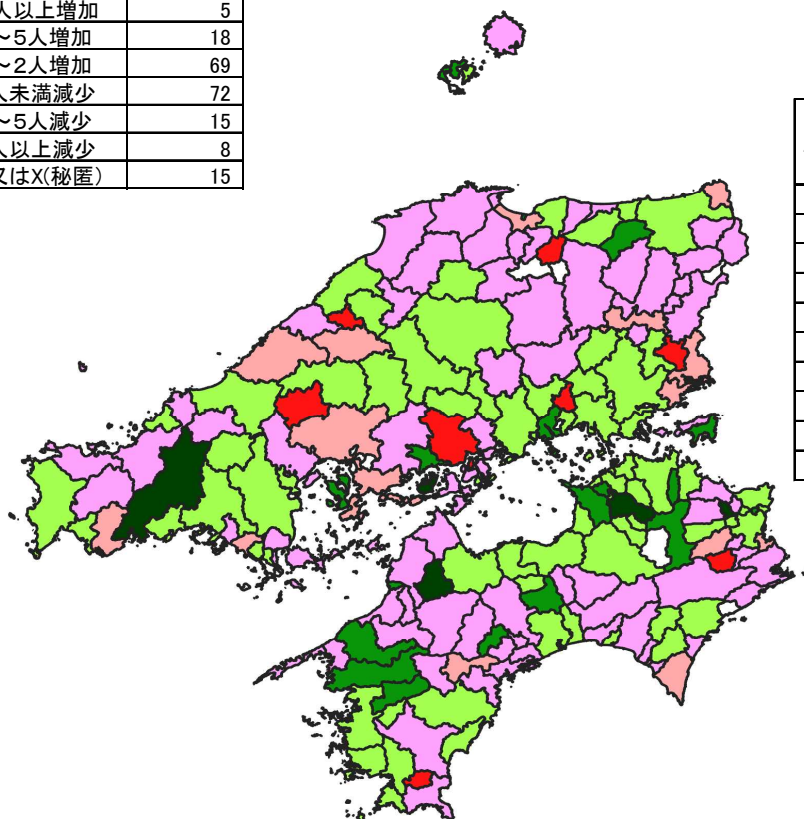 人以上増加 5
～5人増加 18
～2人増加 69
人未満減少 72
～5人減少 15
人以上減少 8
又はX(秘匿) 15